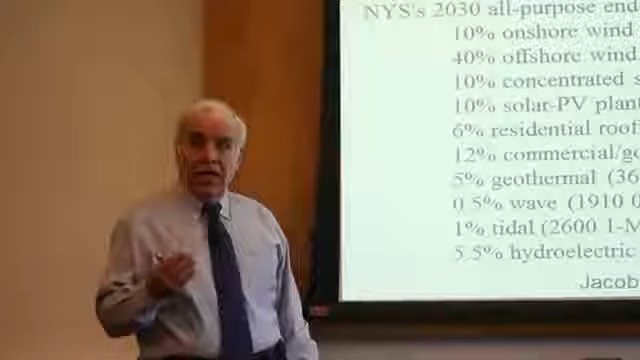 NYS's 2030 all-purpose end
10% onshore wind
40% offshore wind
10% concentrated s
10% solar-PV plant
6% residential roof
12% commercial/go
5% geothermal (36
0.5% wave (1910 0
1% tidal (2600 1-M
5.5% hydroelectric
Jacob